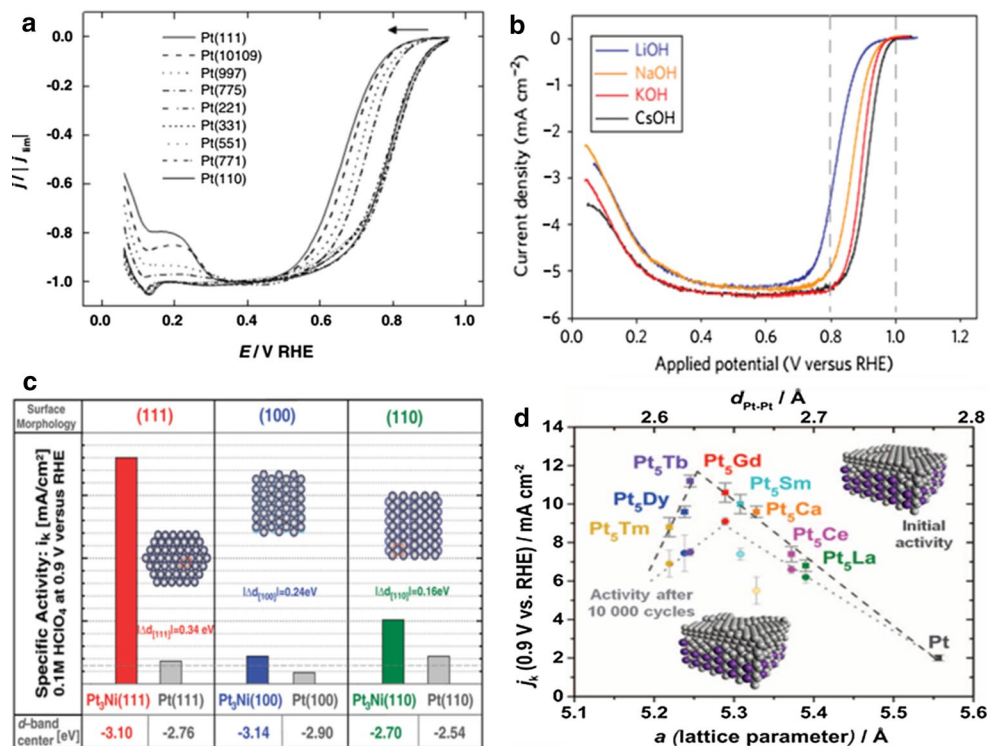 a
0.0
-0.2
-0.4
-0.6
-0.8
-1.0
j/|j lim|
Pt(111)
Pt(10109)
Pt(997)
Pt(775)
Pt(221)
Pt(331)
Pt(551)
Pt(771)
Pt(110)
0.0 0.2 0.4 0.6 0.8 1.0
E/ V RHE
b
0
−1
−2
−3
−4
−5
−6
Current density (mA cm−2)
LiOH
NaOH
KOH
CsOH
0.0 0.2 0.4 0.6 0.8 1.0 1.2
Applied potential (V versus RHE)
c
Surface
Morphology
(111) (100) (110)
Specific Activity: ik [mA/cm2]
0.1M HClO4 at 0.9 V versus RHE
|Δd[111]|=0.34 eV
|Δd[100]|=0.24eV
|Δd[110]|=0.16eV
Pt3Ni(111) Pt(111) Pt3Ni(100) Pt(100) Pt3Ni(110) Pt(110)
d-band
center [eV]
-3.10 -2.76 -3.14 -2.90 -2.70 -2.54
d
dPt-Pt / Å
2.6 2.7 2.8
14
12
10
8
6
4
2
0
jk (0.9 V vs. RHE) / mA cm-2
Pt5Tb
Pt5Gd
Pt5Dy
Pt5Sm
Pt5Tm
Pt5Ca
Pt5Ce
Pt5La
Pt
Initial
activity
Activity after
10 000 cycles
5.1 5.2 5.3 5.4 5.5 5.6
a (lattice parameter) / Å